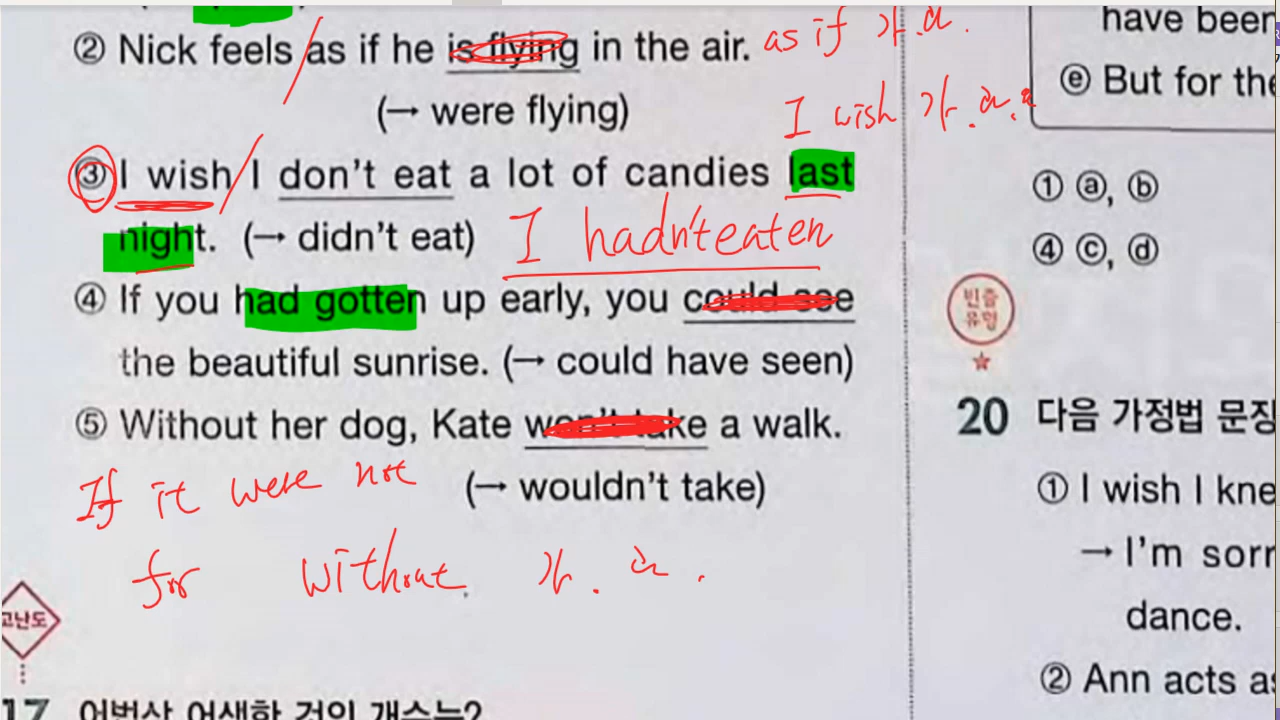 ② Nick feels as if he is flying in the air.
as if 가.과.
(→ were flying)
I wish 가.과.
③ I wish I don't eat a lot of candies last
night. (→ didn't eat)
I hadn't eaten
④ If you had gotten up early, you could see
the beautiful sunrise. (→ could have seen)
⑤ Without her dog, Kate won't take a walk.
If it were not
(→ wouldn't take)
for without 가.과.
고난도
17 어법상 어색한 것의 개수는?
have been
ⓔ But for the
① ⓐ, ⓑ
④ ⓒ, ⓓ
빈출
유형
20 다음 가정법 문장
① I wish I kne
→ I'm sorr
dance.
② Ann acts as